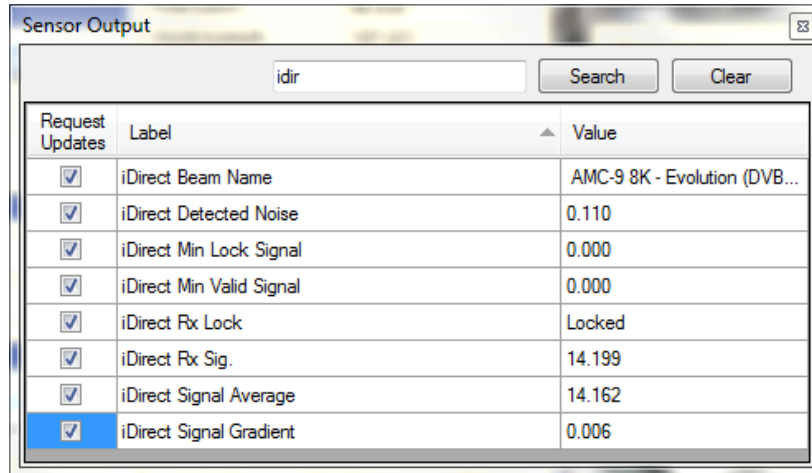 Sensor Output
idir Search Clear
Request Updates Label Value
iDirect Beam Name AMC-9 8K - Evolution (DVB...
iDirect Detected Noise 0.110
iDirect Min Lock Signal 0.000
iDirect Min Valid Signal 0.000
iDirect Rx Lock Locked
iDirect Rx Sig. 14.199
iDirect Signal Average 14.162
iDirect Signal Gradient 0.006